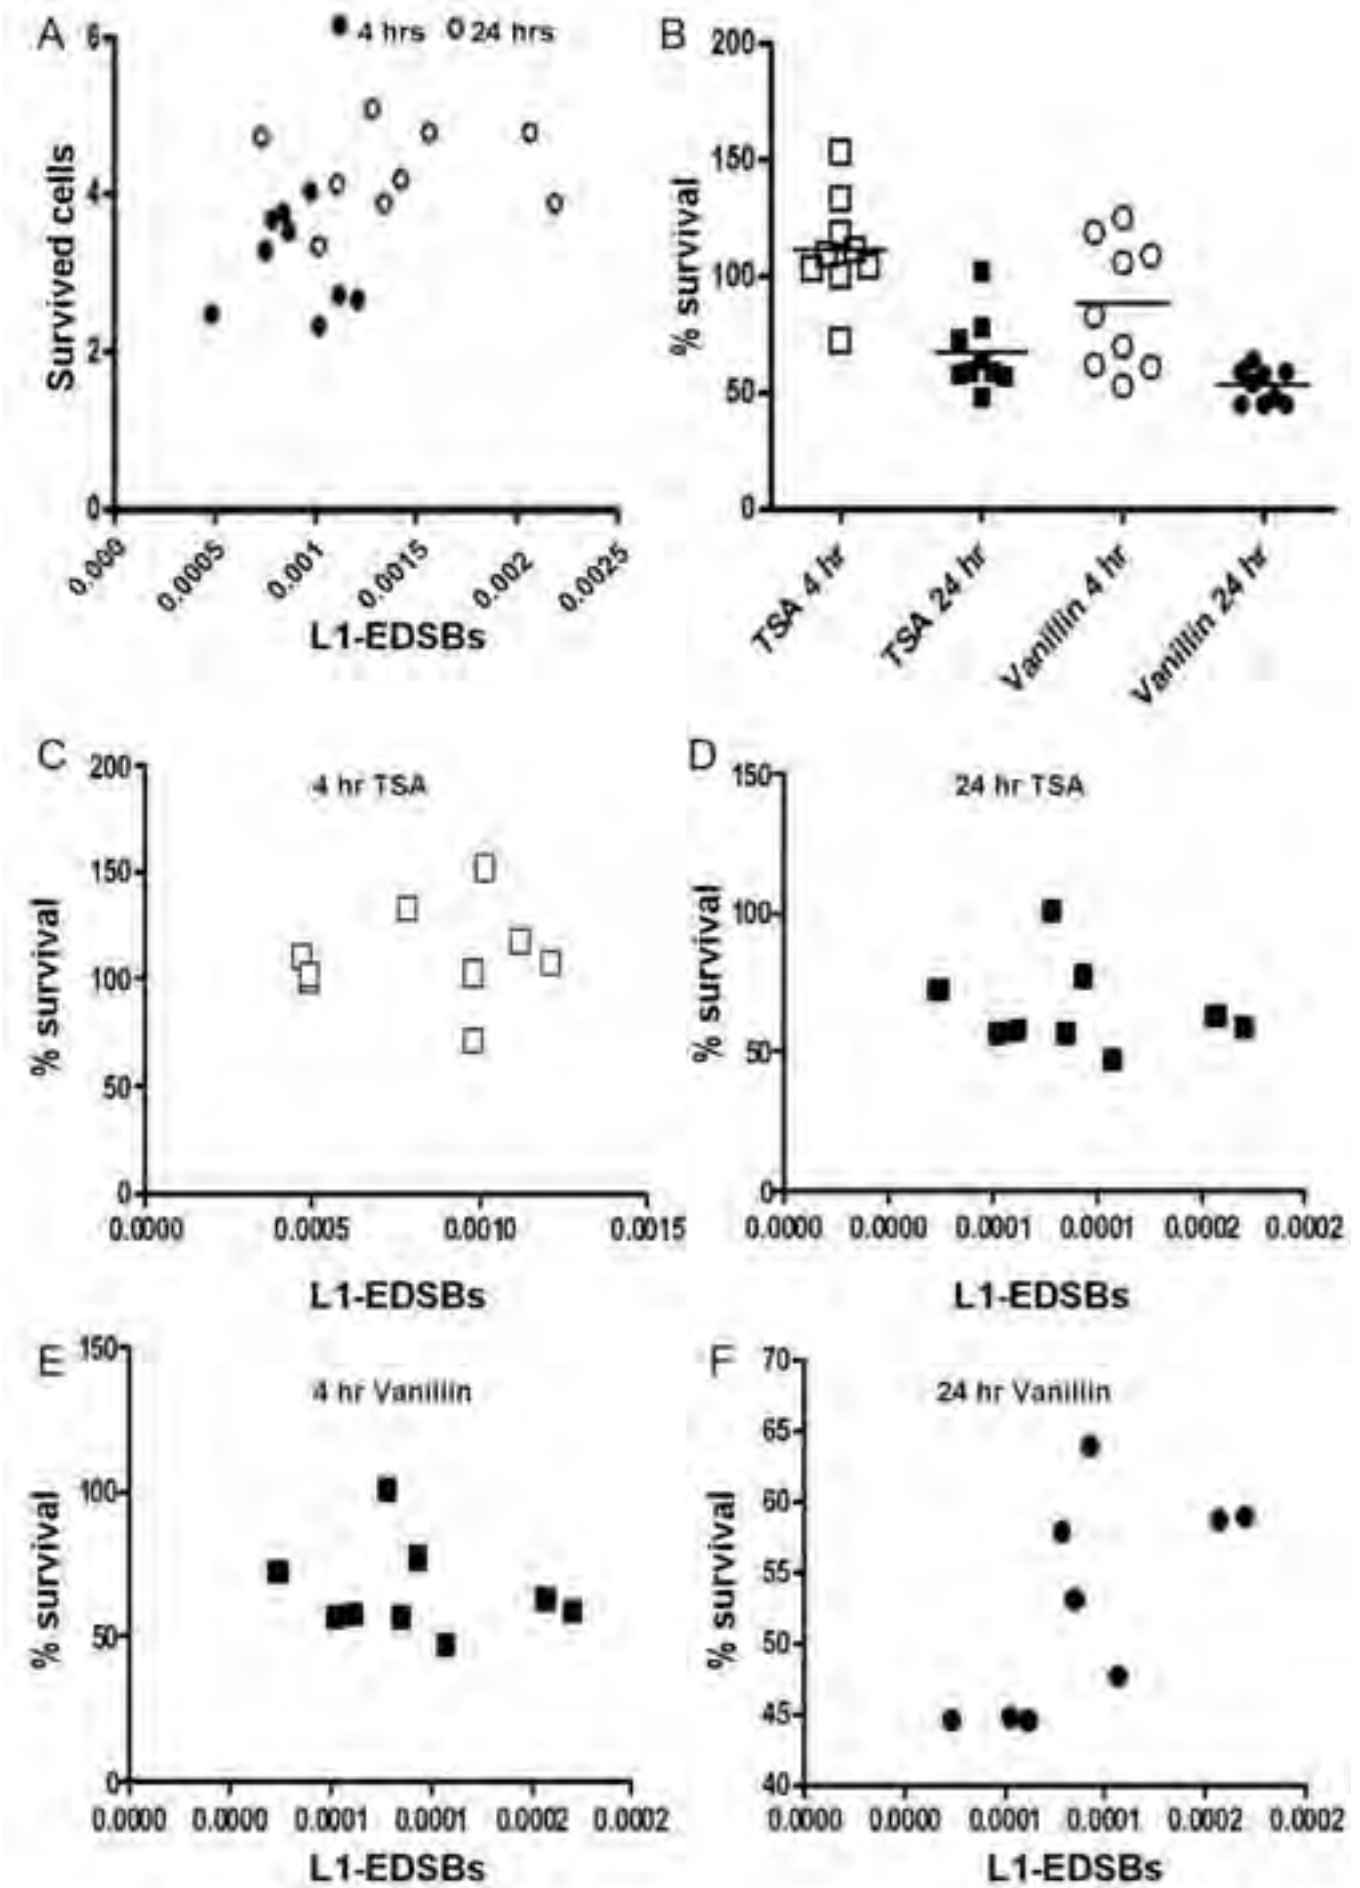 A
4 hrs 24 hrs
6
4
2
0
Survived cells
0.000 0.0005 0.001 0.0015 0.002 0.0025
L1-EDSBs
B
200
150
100
50
0
% survival
TSA 4 hr TSA 24 hr Vanillin 4 hr Vanillin 24 hr
C
4 hr TSA
200
150
100
50
0
% survival
0.0000 0.0005 0.0010 0.0015
L1-EDSBs
D
24 hr TSA
150
100
50
0
% survival
0.0000 0.0000 0.0001 0.0001 0.0002 0.0002
L1-EDSBs
E
4 hr Vanillin
150
100
50
0
% survival
0.0000 0.0000 0.0001 0.0001 0.0002 0.0002
L1-EDSBs
F
24 hr Vanillin
70
65
60
55
50
45
40
% survival
0.0000 0.0000 0.0001 0.0001 0.0002 0.0002
L1-EDSBs